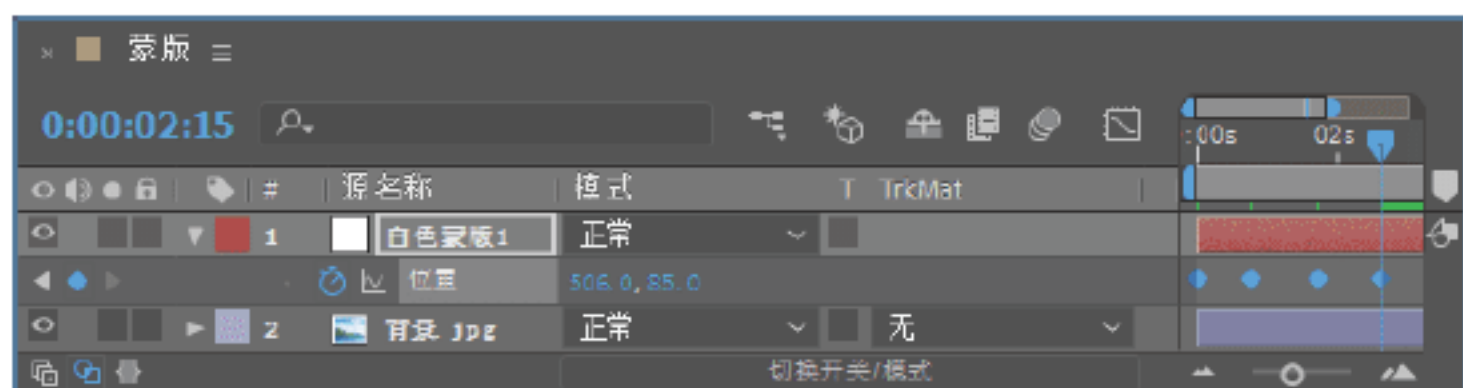 蒙版
0:00:02:15
:00s 02s
# 源名称 模式 T TrkMat
1 白色蒙版1 正常
位置 506.0,85.0
2 背景.jpg 正常 无
切换开关/模式